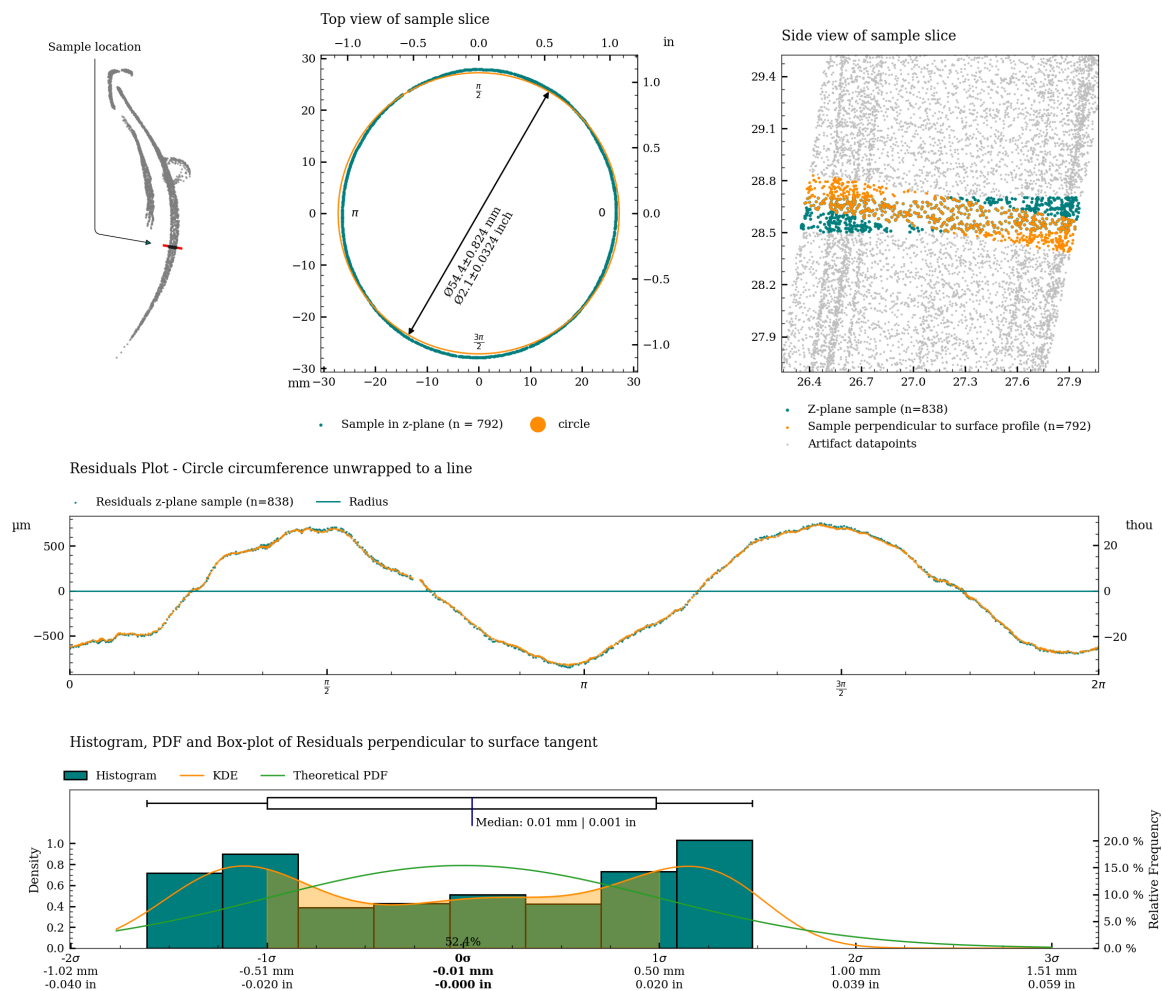 Top view of sample slice
Sample location
−1.0 −0.5 0.0 0.5 1.0 in
Side view of sample slice
30
20
10
0
−10
−20
−30
1.0
0.5
0.0
−0.5
−1.0
π/2
π
0
3π/2
Ø54.4±0.824 mm
Ø2.1±0.0324 inch
mm −30 −20 −10 0 10 20 30
Sample in z-plane (n = 792) circle
29.4
29.1
28.8
28.5
28.2
27.9
26.4 26.7 27.0 27.3 27.6 27.9
Z-plane sample (n=838)
Sample perpendicular to surface profile (n=792)
Artifact datapoints
Residuals Plot - Circle circumference unwrapped to a line
Residuals z-plane sample (n=838) Radius
µm thou
500
0
−500
20
0
−20
0 π/2 π 3π/2 2π
Histogram, PDF and Box-plot of Residuals perpendicular to surface tangent
Histogram KDE Theoretical PDF
Median: 0.01 mm | 0.001 in
Density
1.0
0.8
0.6
0.4
0.2
0.0
20.0 %
15.0 %
10.0 %
5.0 %
0.0 %
Relative Frequency
52.4%
-2σ -1σ 0σ 1σ 2σ 3σ
-1.02 mm -0.51 mm -0.01 mm 0.50 mm 1.00 mm 1.51 mm
-0.040 in -0.020 in -0.000 in 0.020 in 0.039 in 0.059 in